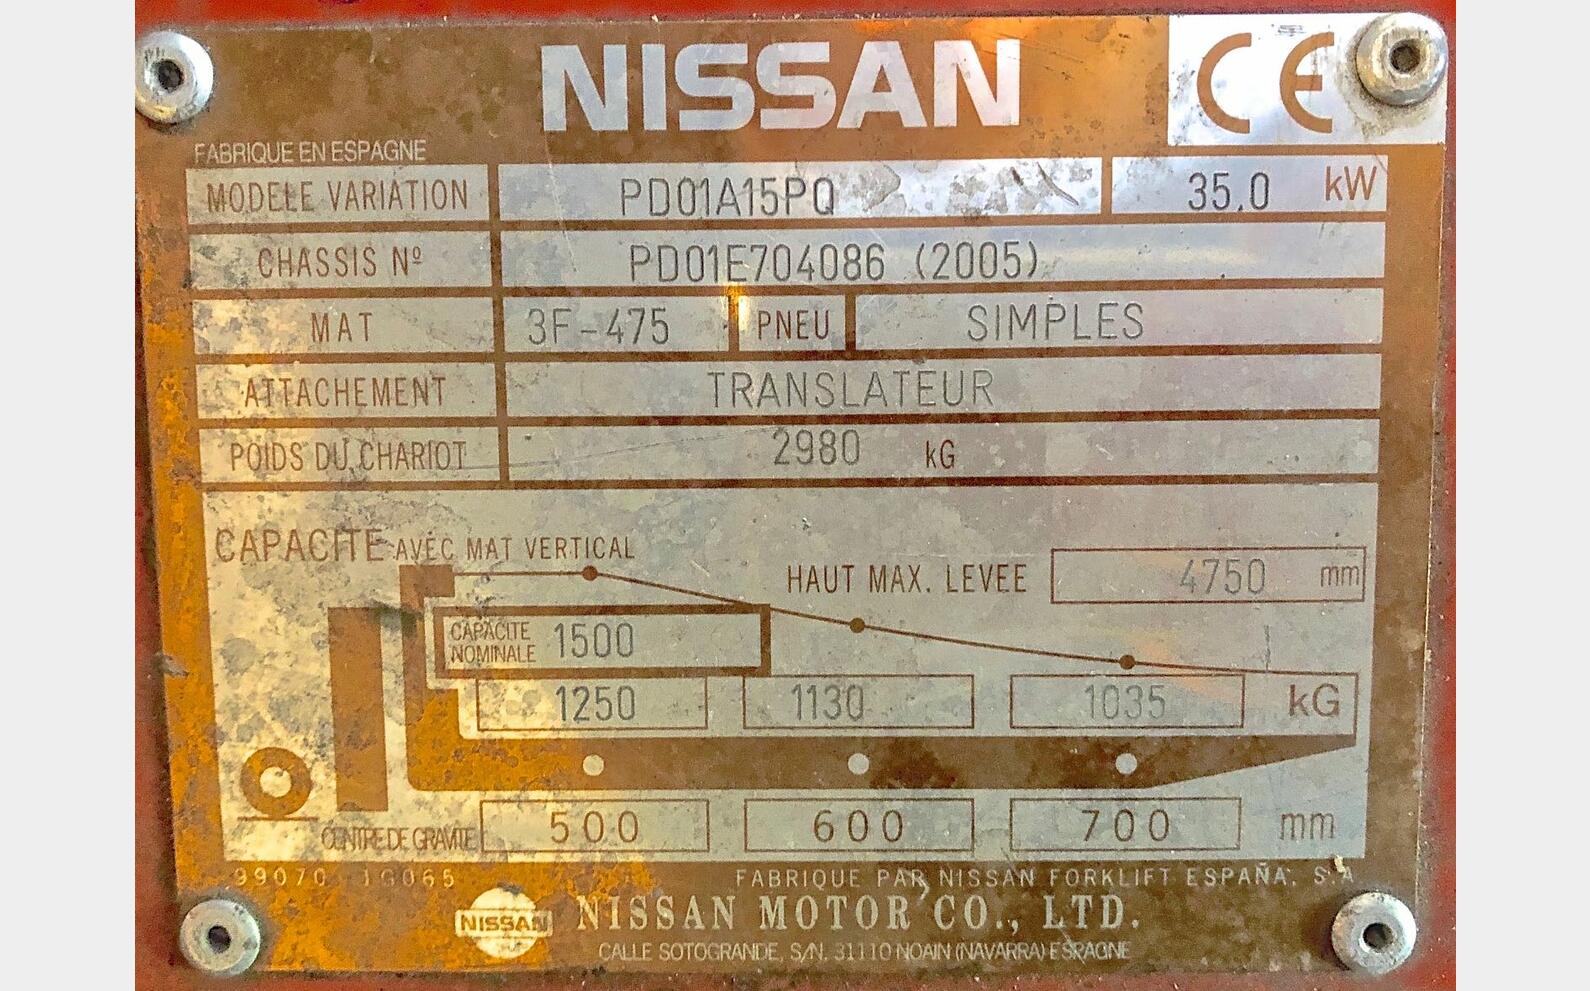 NISSAN CE
FABRIQUE EN ESPAGNE
MODELE VARIATION PD01A15PQ 35.0 kW
CHASSIS Nº PD01E704086 (2005)
MAT 3F-475 PNEU SIMPLES
ATTACHEMENT TRANSLATEUR
POIDS DU CHARIOT 2980 kG
CAPACITE AVEC MAT VERTICAL
HAUT MAX. LEVEE 4750 mm
CAPACITE NOMINALE 1500
1250 1130 1035 kG
CENTRE DE GRAVITE 500 600 700 mm
99070 1G065 FABRIQUE PAR NISSAN FORKLIFT ESPAÑA, S.A
NISSAN NISSAN MOTOR CO., LTD.
CALLE SOTOGRANDE, S/N. 31110 NOAIN (NAVARRA) ESPAGNE